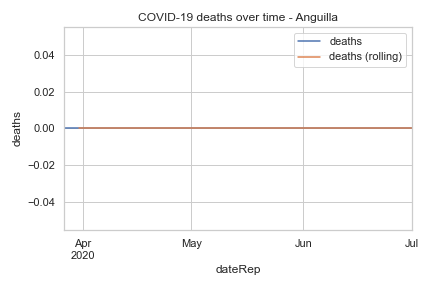 COVID-19 deaths over time - Anguilla
deaths
deaths (rolling)
0.04
0.02
0.00
−0.02
−0.04
deaths
Apr
2020
May
Jun
Jul
dateRep